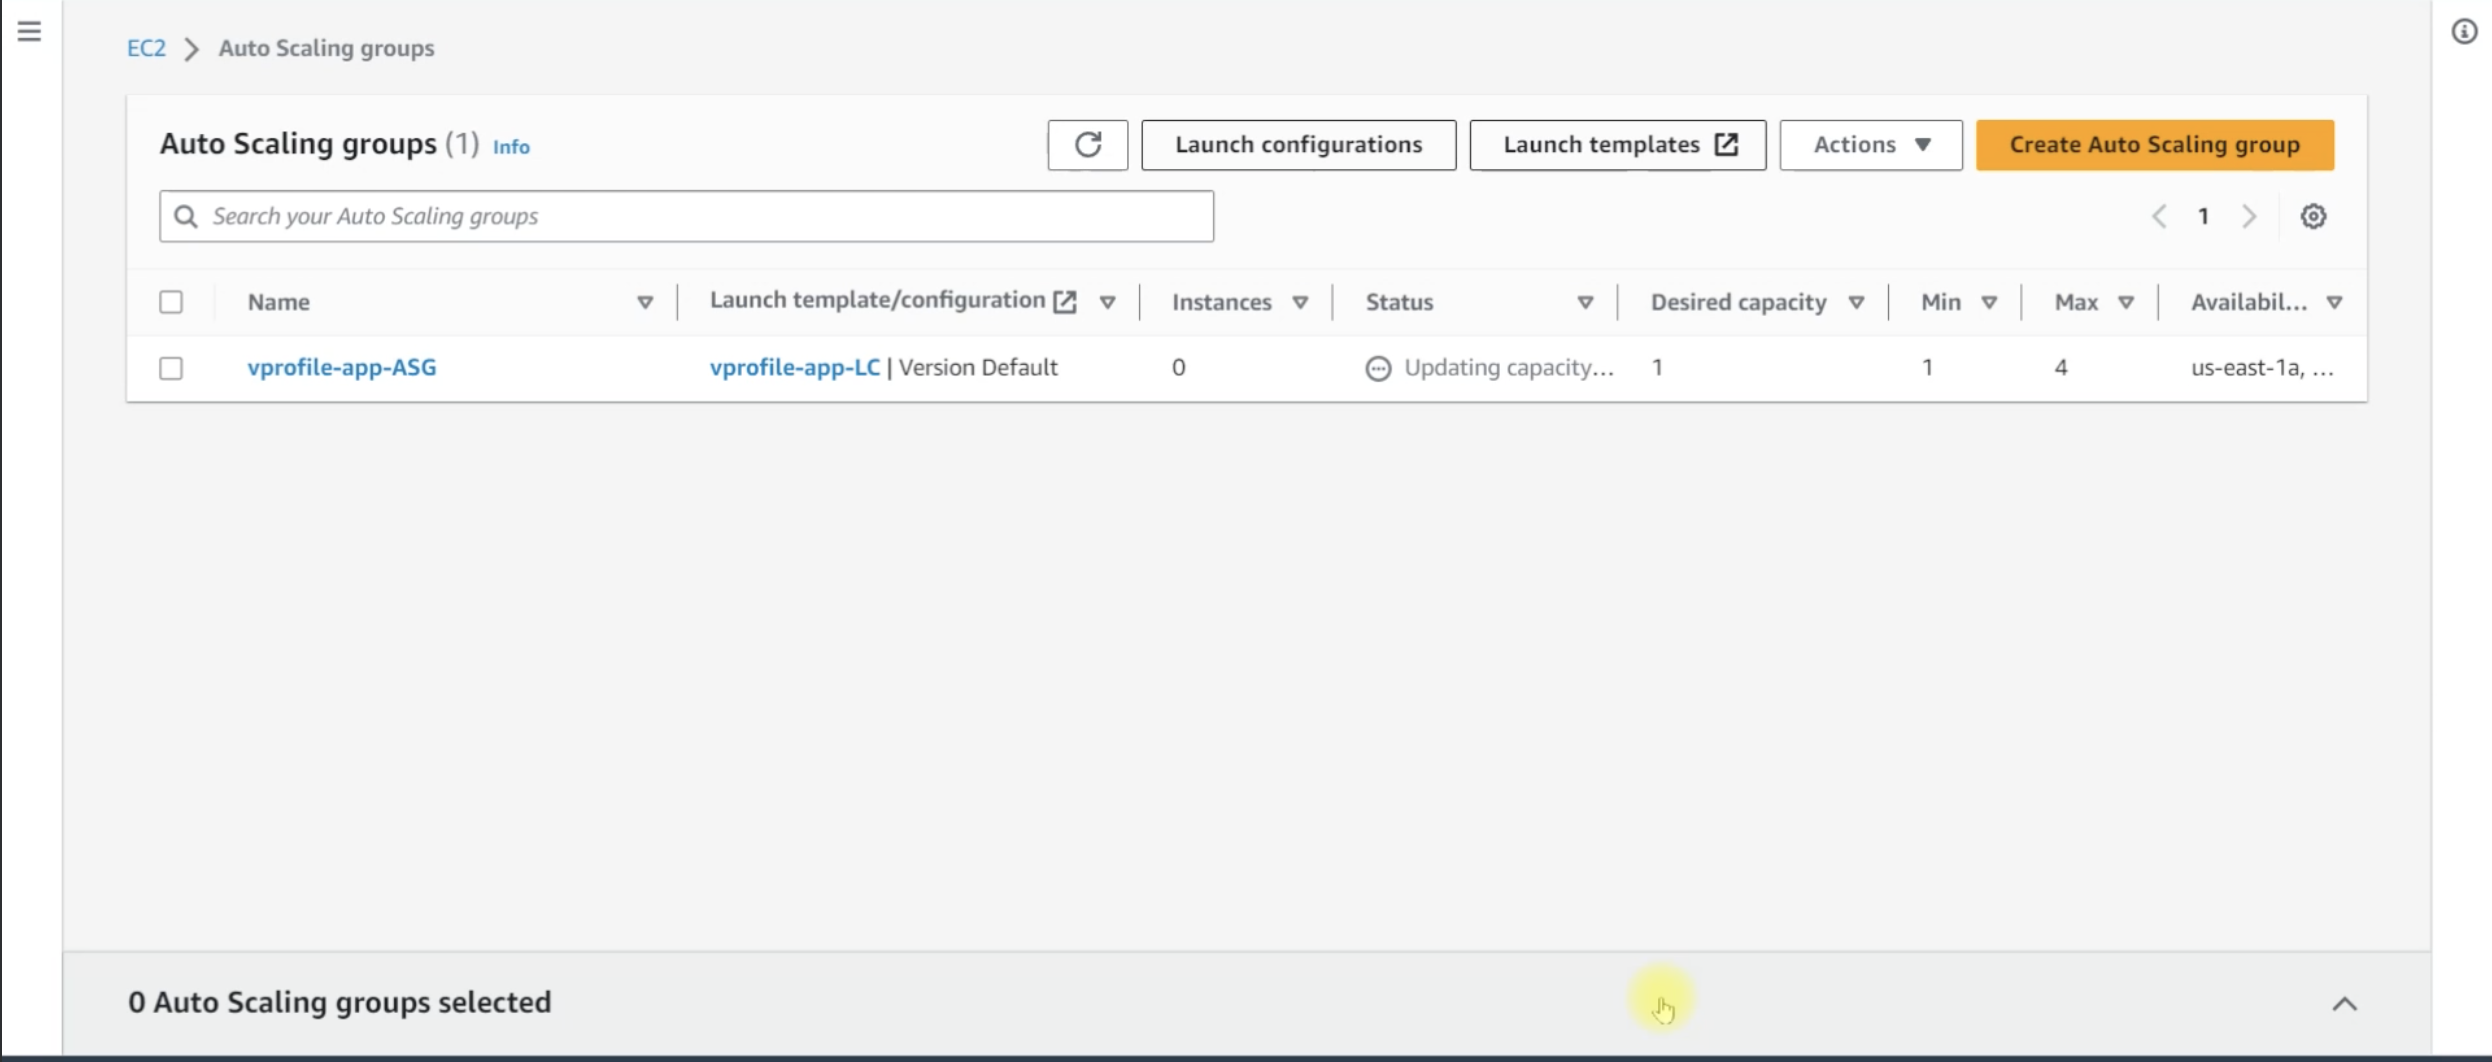 EC2 > Auto Scaling groups
Auto Scaling groups (1) Info
Launch configurations Launch templates Actions Create Auto Scaling group
Search your Auto Scaling groups
1
Name Launch template/configuration Instances Status Desired capacity Min Max Availabil...
vprofile-app-ASG vprofile-app-LC | Version Default 0 Updating capacity... 1 1 4 us-east-1a, ...
0 Auto Scaling groups selected